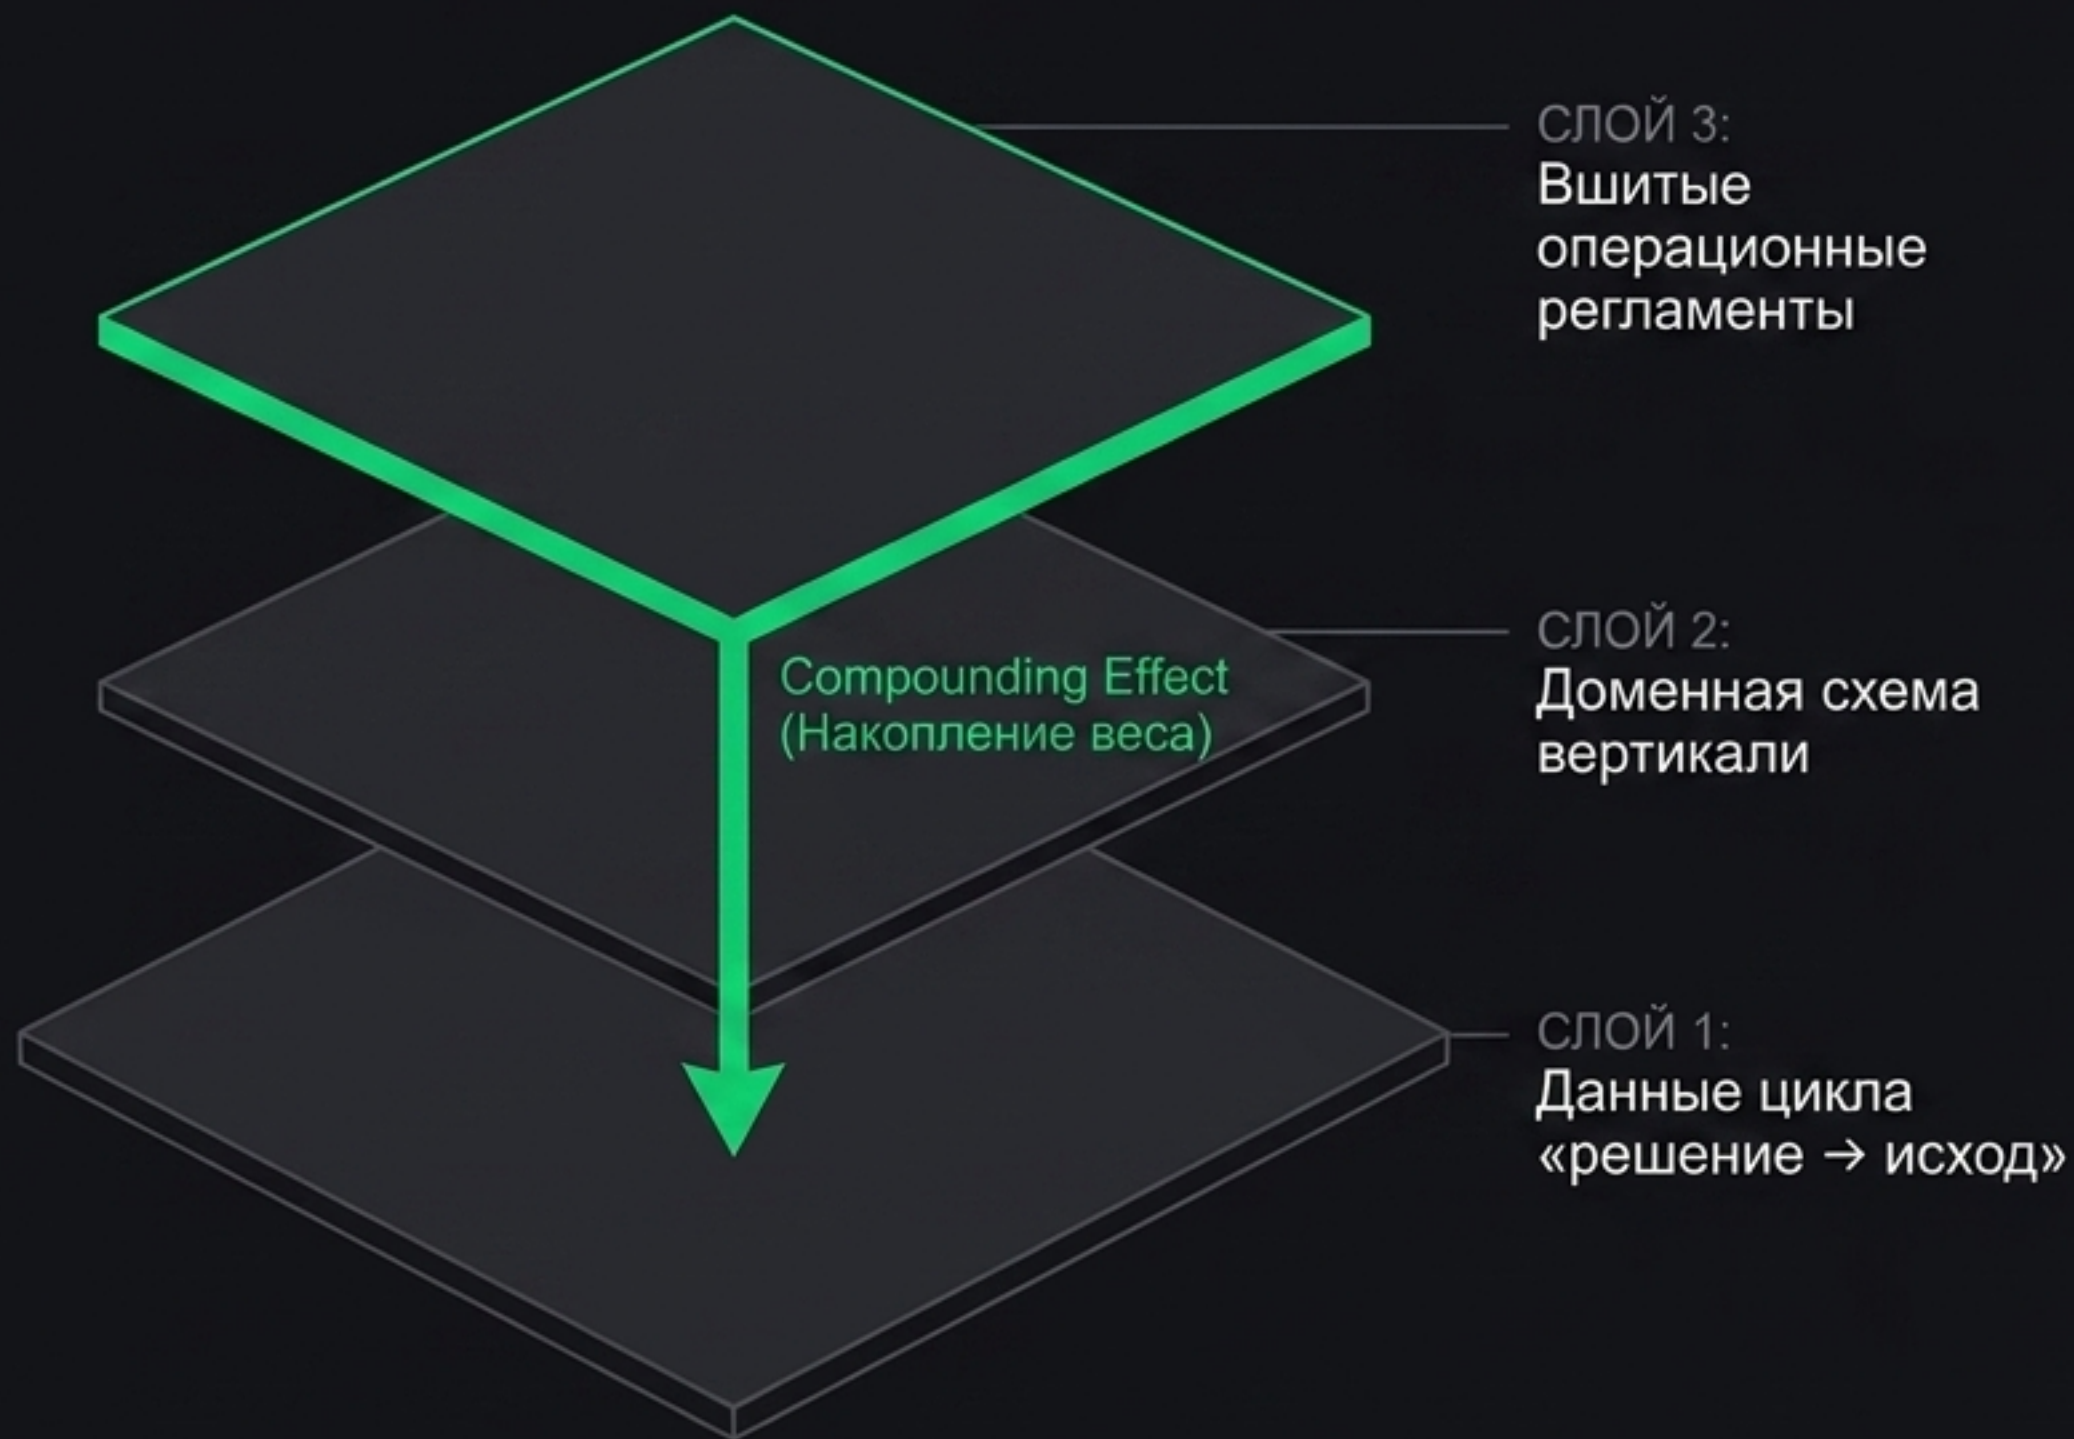 СЛОЙ 3:
Вшитые
операционные
регламенты
Compounding Effect
(Накопление веса)
СЛОЙ 2:
Доменная схема
вертикали
СЛОЙ 1:
Данные цикла
«решение → исход»